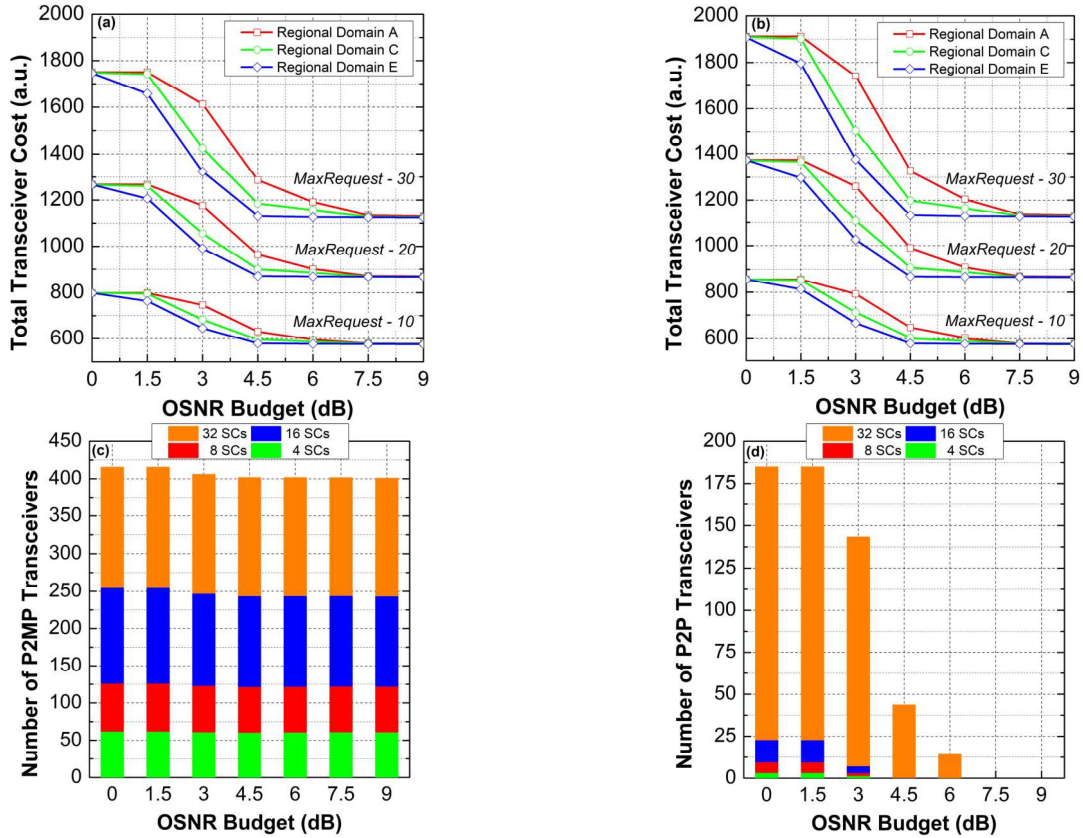 (a)
Regional Domain A
Regional Domain C
Regional Domain E
Total Transceiver Cost (a.u.)
2000
1800
1600
1400
1200
1000
800
600
MaxRequest - 30
MaxRequest - 20
MaxRequest - 10
0 1.5 3 4.5 6 7.5 9
OSNR Budget (dB)
(b)
Regional Domain A
Regional Domain C
Regional Domain E
Total Transceiver Cost (a.u.)
2000
1800
1600
1400
1200
1000
800
600
MaxRequest - 30
MaxRequest - 20
MaxRequest - 10
0 1.5 3 4.5 6 7.5 9
OSNR Budget (dB)
(c)
32 SCs 16 SCs
8 SCs 4 SCs
Number of P2MP Transceivers
450
400
350
300
250
200
150
100
50
0
0 1.5 3 4.5 6 7.5 9
OSNR Budget (dB)
(d)
32 SCs 16 SCs
8 SCs 4 SCs
Number of P2P Transceivers
200
175
150
125
100
75
50
25
0
0 1.5 3 4.5 6 7.5 9
OSNR Budget (dB)